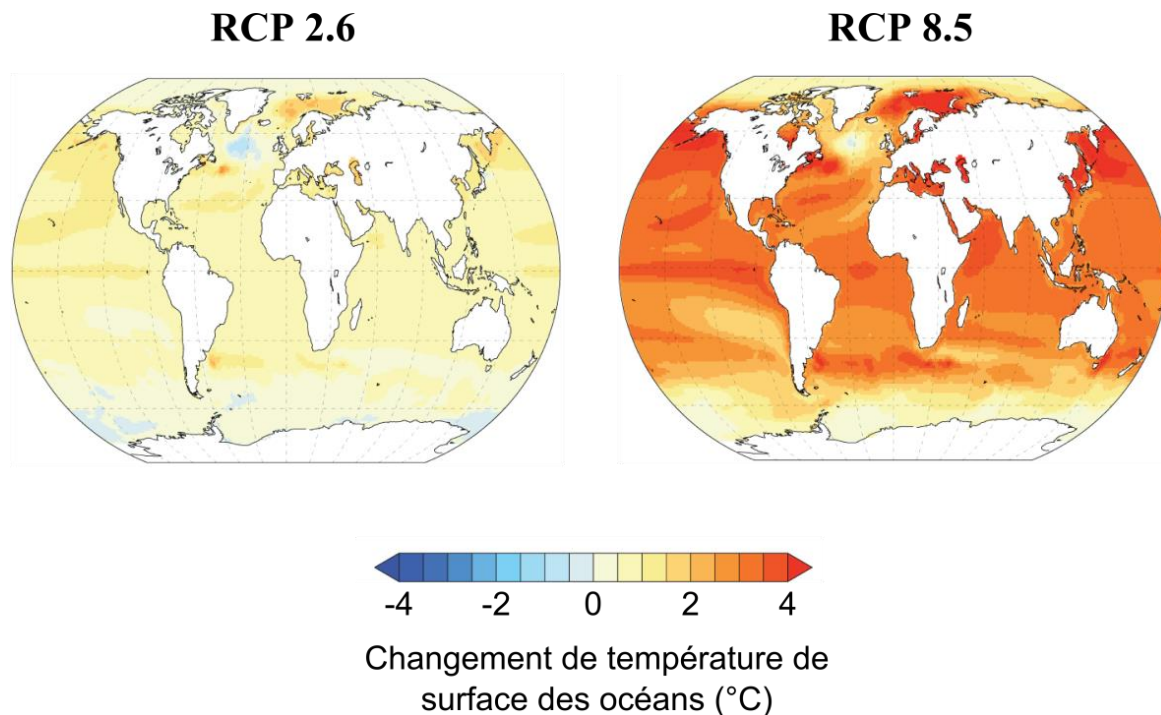 RCP 2.6
RCP 8.5
-4 -2 0 2 4
Changement de température de
surface des océans (°C)